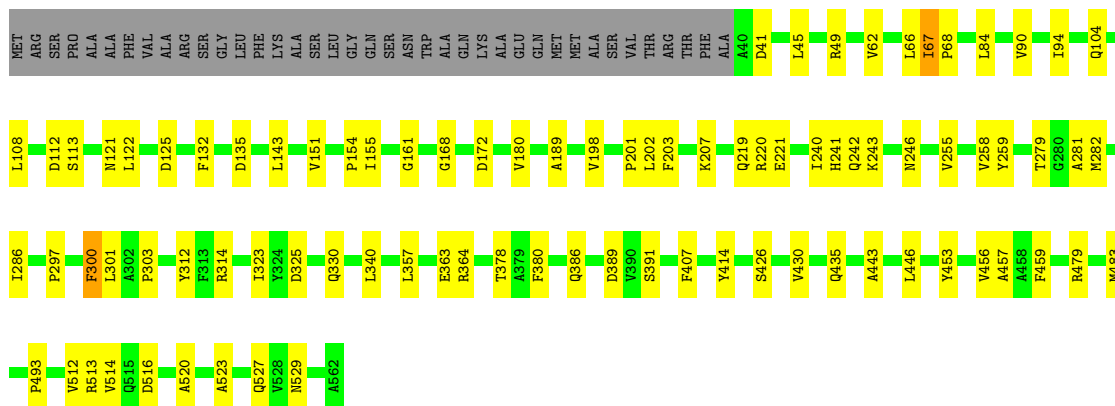 MET ARG SER PRO ALA ALA PHE VAL ALA ARG SER GLY LEU PHE LYS ALA SER LEU GLY GLN SER ASN TRP ALA GLN LYS ALA GLU GLN MET MET ALA SER VAL THR ARG THR PHE ALA A40 D41 L45 R49 V62 L66 I67 P68 L84 V90 I94 Q104
L108 D112 S113 N121 L122 D125 F132 D135 L143 V151 P154 I155 G161 G168 D172 V180 A189 V198 P201 L202 F203 K207 Q219 R220 E221 I240 H241 Q242 K243 N246 V255 V258 Y259 T279 G280 A281 M282
I286 P297 F300 L301 A302 P303 Y312 F313 R314 I323 Y324 D325 Q330 L340 L357 E363 R364 T378 A379 F380 Q386 D389 V390 S391 F407 Y414 S426 V430 Q435 A443 L446 Y453 V456 A457 A458 F459 R479
P493 V512 R513 V514 Q515 D516 A520 A523 Q527 V528 N529 A562